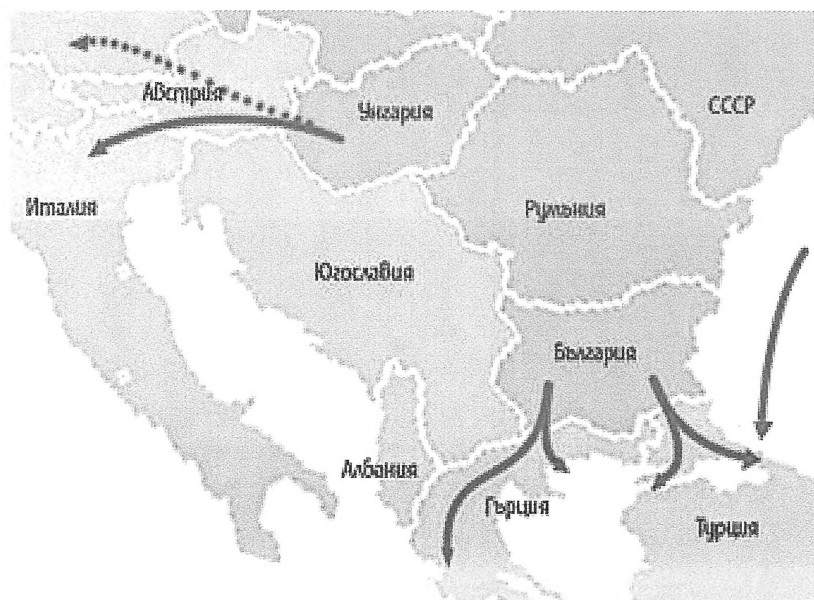 Австрия
Унгария
СССР
Италия
Румъния
Югославия
България
Албания
Гърция
Турция